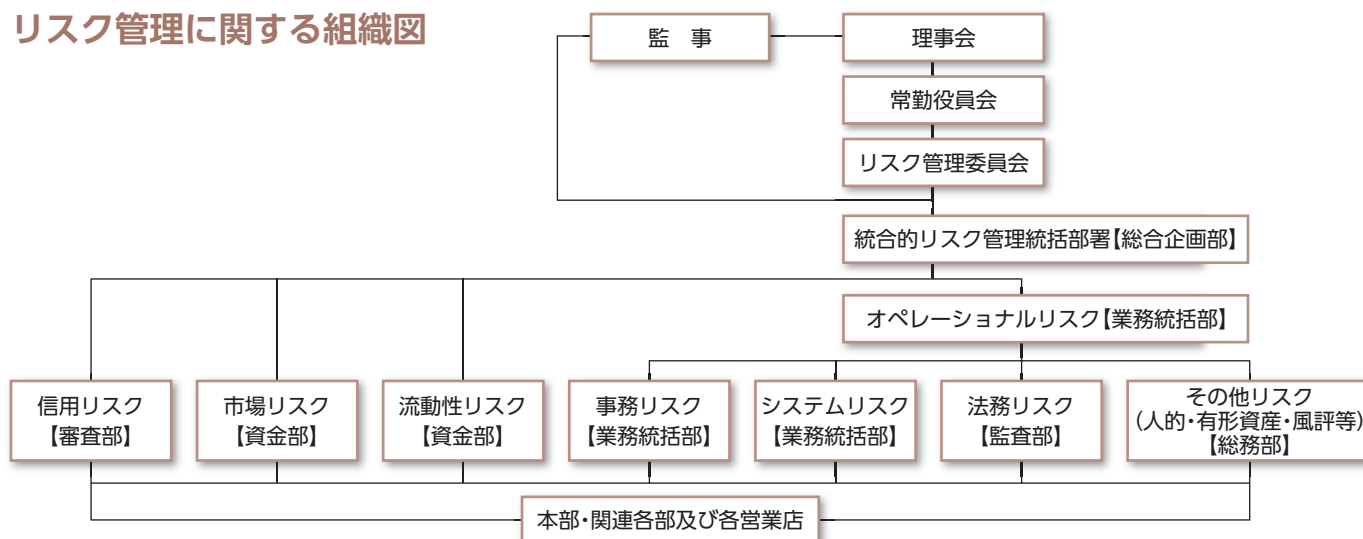 リスク管理に関する組織図
監　事
理事会
常勤役員会
リスク管理委員会
統合的リスク管理統括部署【総合企画部】
オペレーショナルリスク【業務統括部】
信用リスク
【審査部】
市場リスク
【資金部】
流動性リスク
【資金部】
事務リスク
【業務統括部】
システムリスク
【業務統括部】
法務リスク
【監査部】
その他リスク
(人的・有形資産・風評等)
【総務部】
本部・関連各部及び各営業店